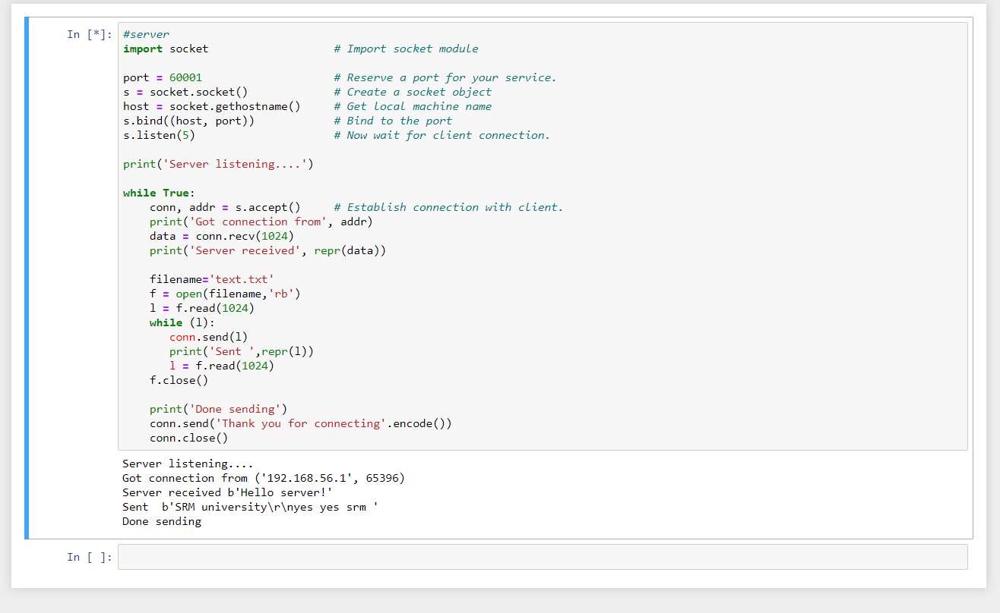 In [*]:
#server
import socket # Import socket module
port = 60001 # Reserve a port for your service.
s = socket.socket() # Create a socket object
host = socket.gethostname() # Get local machine name
s.bind((host, port)) # Bind to the port
s.listen(5) # Now wait for client connection.
print('Server listening....')
while True:
conn, addr = s.accept() # Establish connection with client.
print('Got connection from', addr)
data = conn.recv(1024)
print('Server received', repr(data))
filename='text.txt'
f = open(filename,'rb')
l = f.read(1024)
while (l):
conn.send(l)
print('Sent ',repr(l))
l = f.read(1024)
f.close()
print('Done sending')
conn.send('Thank you for connecting'.encode())
conn.close()
Server listening....
Got connection from ('192.168.56.1', 65396)
Server received b'Hello server!'
Sent  b'SRM university\r\nyes yes srm '
Done sending
In [ ]: